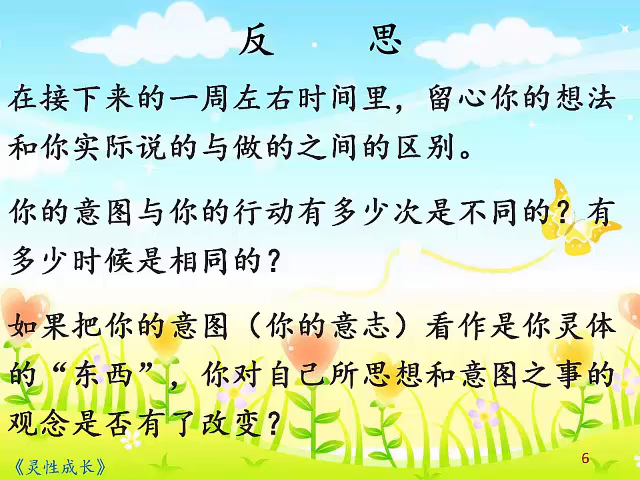 反 思
在接下来的一周左右时间里，留心你的想法
和你实际说的与做的之间的区别。
你的意图与你的行动有多少次是不同的？有
多少时候是相同的？
如果把你的意图（你的意志）看作是你灵体
的“东西”，你对自己所思想和意图之事的
观念是否有了改变？
《灵性成长》
6